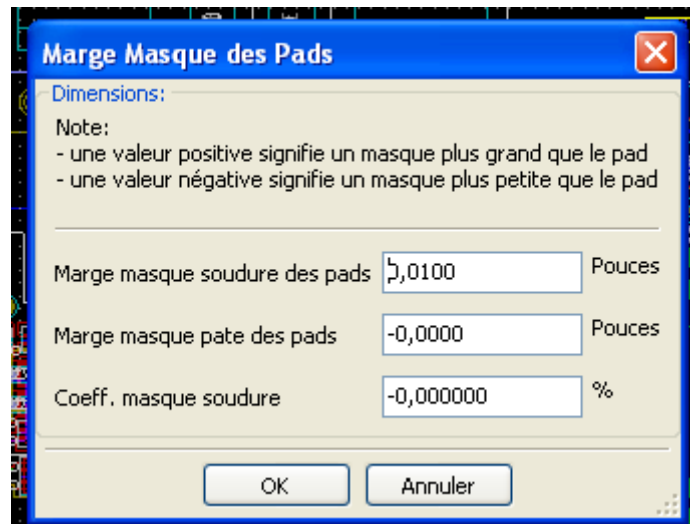 Marge Masque des Pads
Dimensions:
Note:
- une valeur positive signifie un masque plus grand que le pad
- une valeur négative signifie un masque plus petite que le pad
Marge masque soudure des pads 0,0100 Pouces
Marge masque pate des pads -0,0000 Pouces
Coeff. masque soudure -0,000000 %
OK Annuler